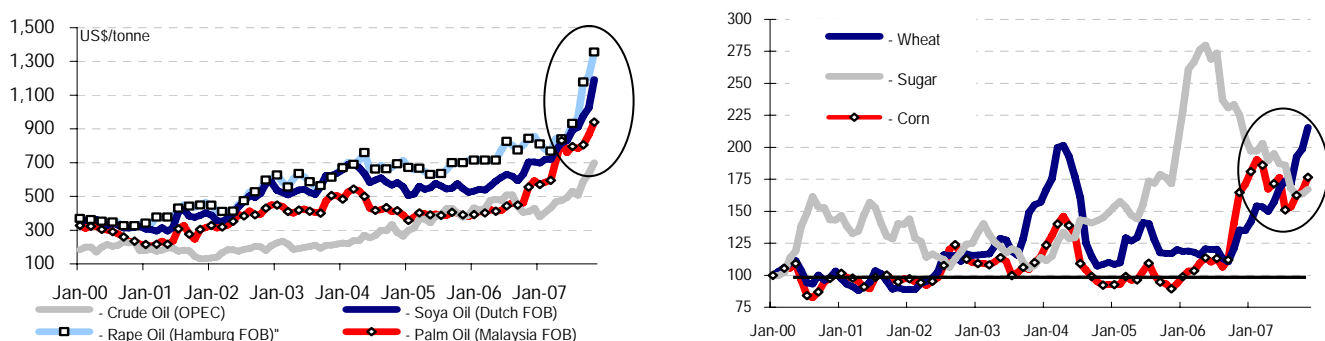 US$/tonne
1,500
1,300
1,100
900
700
500
300
100
Jan-00 Jan-01 Jan-02 Jan-03 Jan-04 Jan-05 Jan-06 Jan-07
- Crude Oil (OPEC) - Soya Oil (Dutch FOB)
- Rape Oil (Hamburg FOB)" - Palm Oil (Malaysia FOB)
300
275
250
225
200
175
150
125
100
75
- Wheat
- Sugar
- Corn
Jan-00 Jan-01 Jan-02 Jan-03 Jan-04 Jan-05 Jan-06 Jan-07